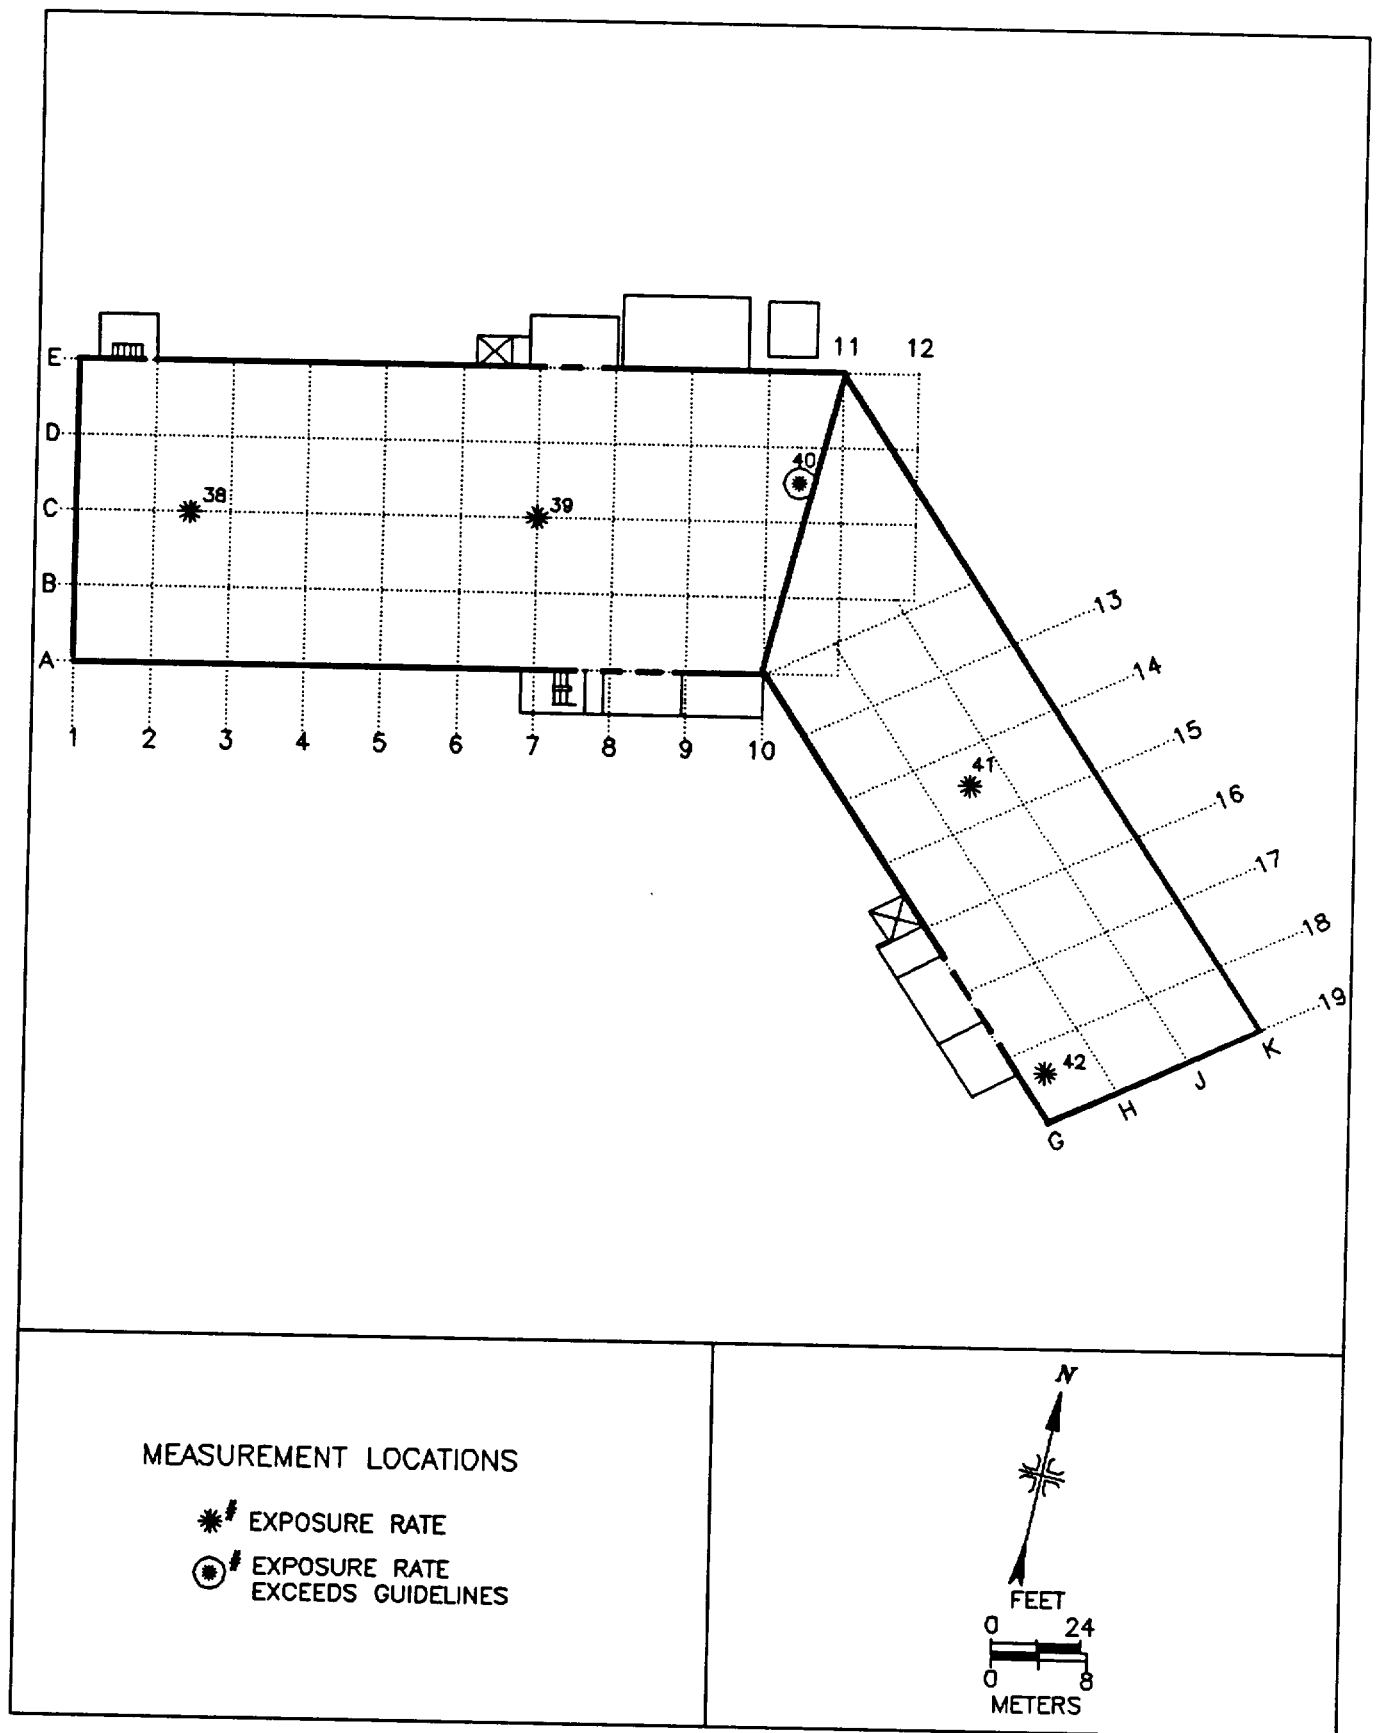 11 12
E
D
40
38
C
39
B
13
A
14
15
1 2 3 4 5 6 7 8 9 10
41
16
17
18
19
42
K
J
H
G
N
MEASUREMENT LOCATIONS
# EXPOSURE RATE
# EXPOSURE RATE
EXCEEDS GUIDELINES
FEET
0 24
0 8
METERS